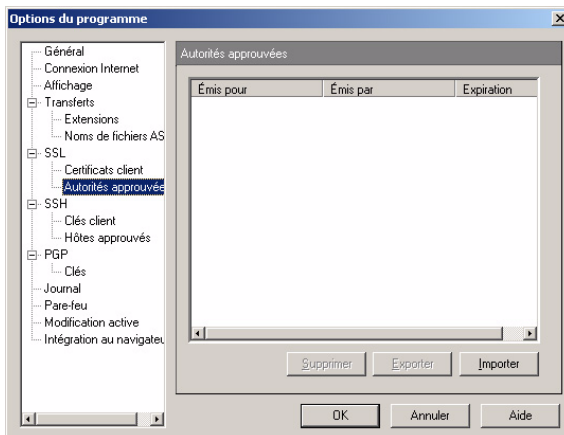 Options du programme
Général
Connexion Internet
Affichage
Transferts
Extensions
Noms de fichiers AS
SSL
Certificats client
Autorités approuvée
SSH
Clés client
Hôtes approuvés
PGP
Clés
Journal
Pare-feu
Modification active
Intégration au navigateu
Autorités approuvées
Émis pour Émis par Expiration
Supprimer Exporter Importer
OK Annuler Aide